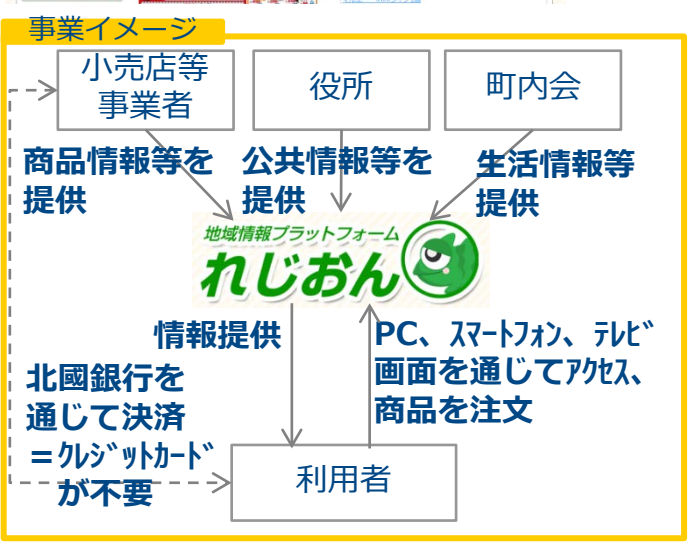 事業イメージ
小売店等
事業者
役所
町内会
商品情報等を
提供
公共情報等を
提供
生活情報等
提供
地域情報プラットフォーム
れじおん
情報提供
PC、ｽﾏｰﾄﾌｫﾝ、ﾃﾚﾋﾞ
画面を通じてｱｸｾｽ、
商品を注文
北國銀行を
通じて決済
＝ｸﾚｼﾞｯﾄｶｰﾄﾞ
が不要
利用者